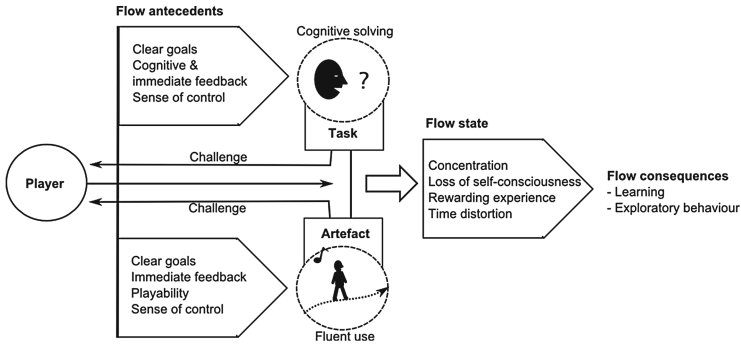 Flow antecedents
Cognitive solving
Clear goals
Cognitive &
immediate feedback
Sense of control
?
Task
Challenge
Player
Challenge
Artefact
Clear goals
Immediate feedback
Playability
Sense of control
Fluent use
Flow state
Concentration
Loss of self-consciousness
Rewarding experience
Time distortion
Flow consequences
- Learning
- Exploratory behaviour